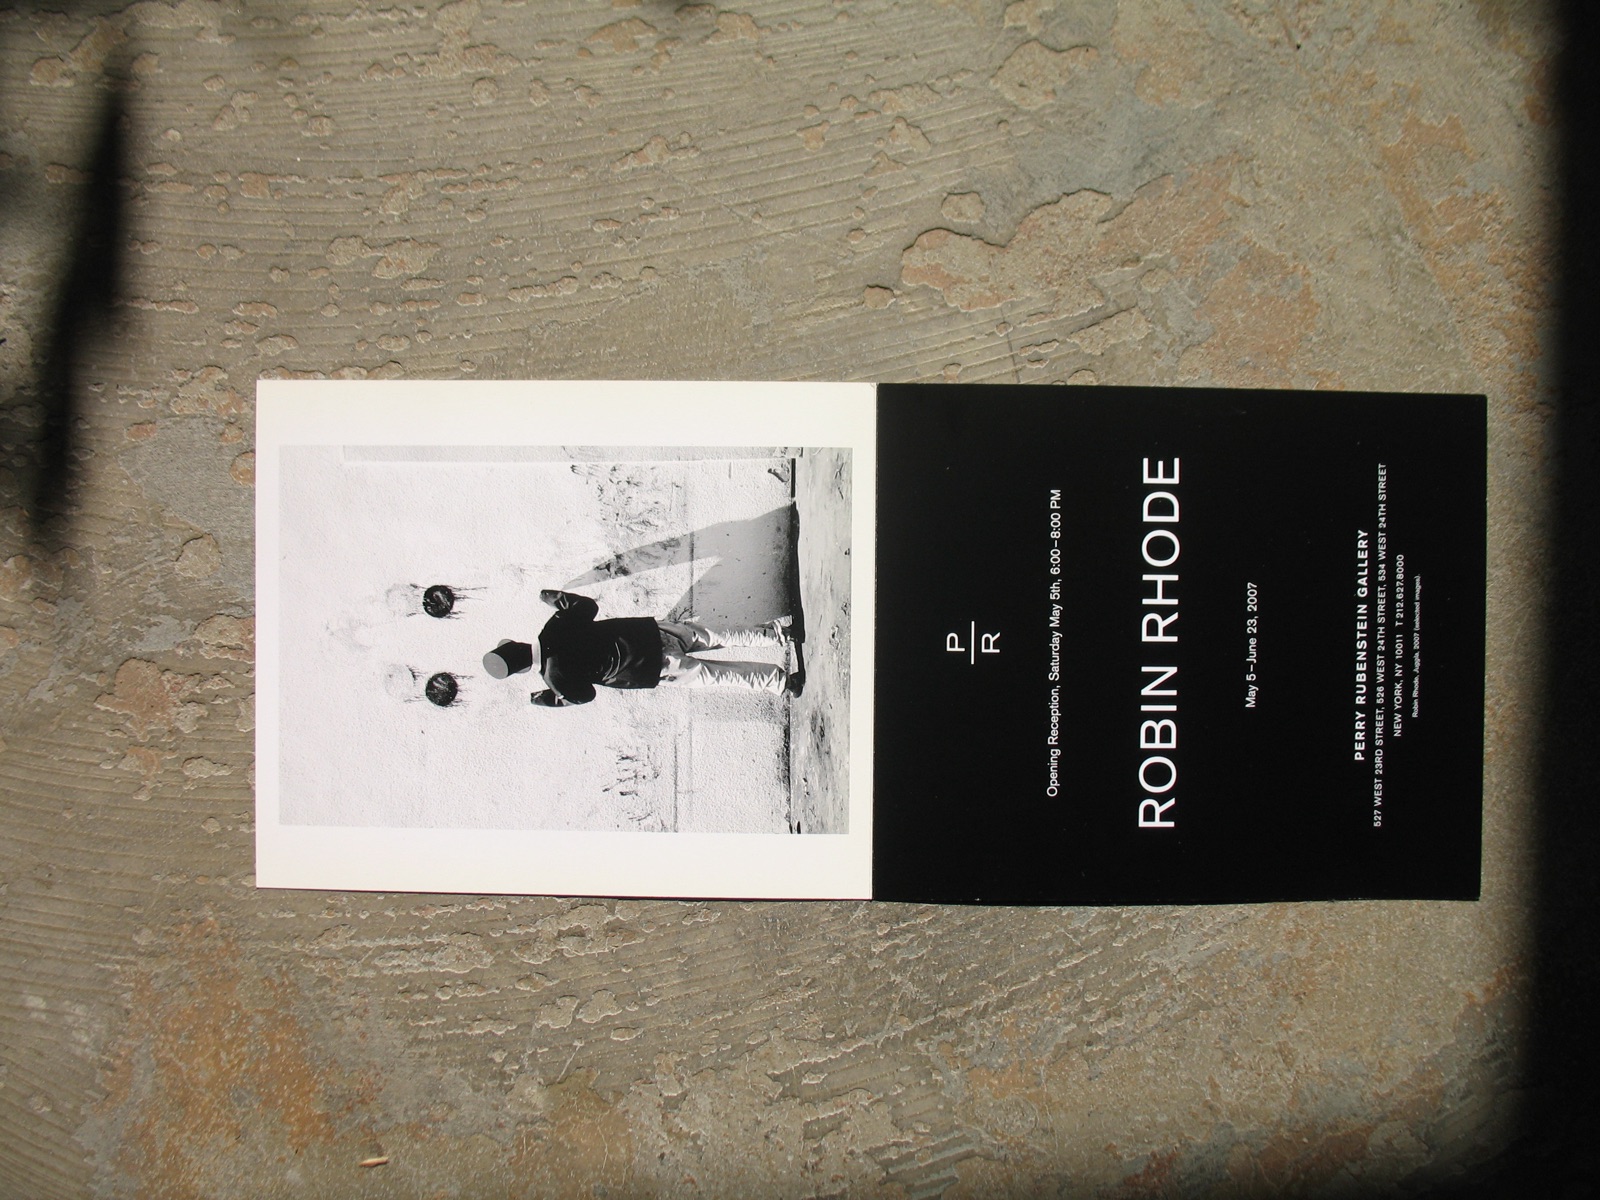 P
R
Opening Reception, Saturday May 5th, 6:00–8:00 PM
ROBIN RHODE
May 5–June 23, 2007
PERRY RUBENSTEIN GALLERY
527 WEST 23RD STREET, 526 WEST 24TH STREET, 534 WEST 24TH STREET
NEW YORK, NY 10011 T 212.627.8000
Robin Rhode, Juggla, 2007 (selected images).